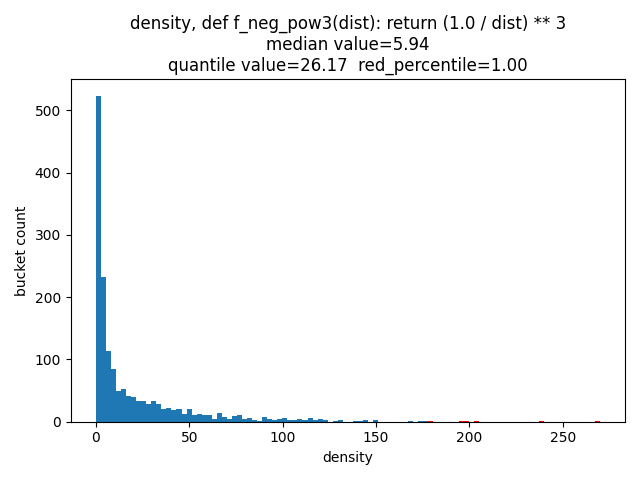 density, def f_neg_pow3(dist): return (1.0 / dist) ** 3
median value=5.94
quantile value=26.17  red_percentile=1.00
500
400
300
200
100
0
bucket count
0
50
100
150
200
250
density